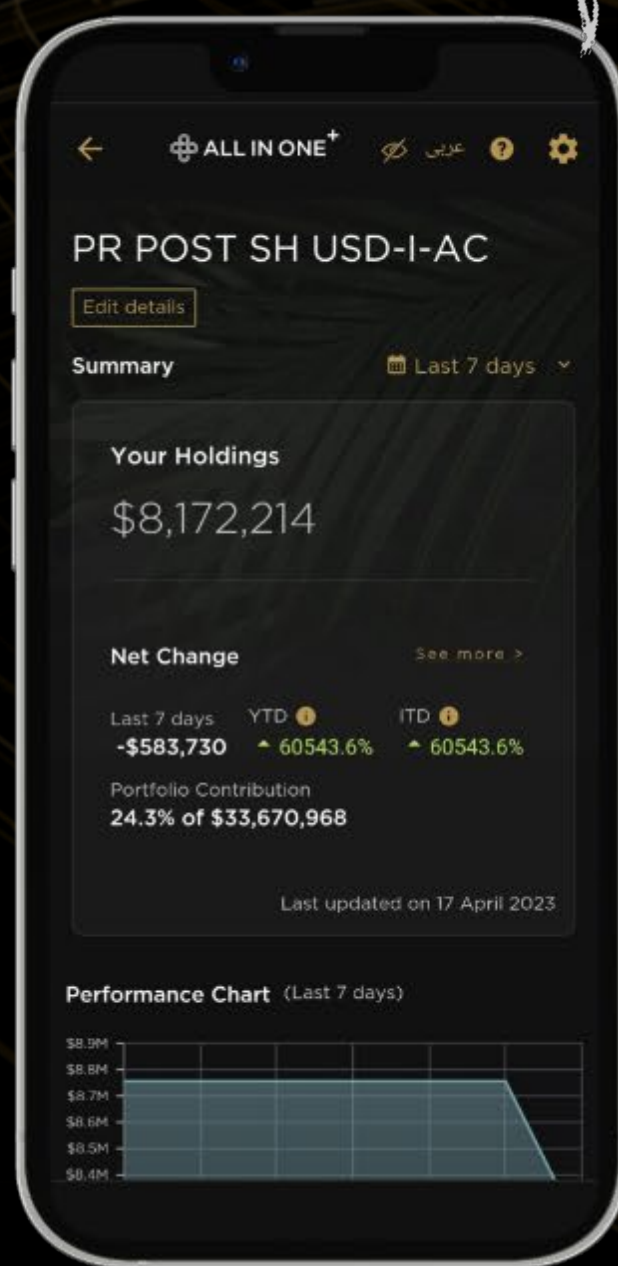 ALL IN ONE+ عربى ?
PR POST SH USD-I-AC
Edit details
Summary Last 7 days
Your Holdings
$8,172,214
Net Change See more >
Last 7 days YTD i ITD i
-$583,730 60543.6% 60543.6%
Portfolio Contribution
24.3% of $33,670,968
Last updated on 17 April 2023
Performance Chart (Last 7 days)
$8.9M
$8.8M
$8.7M
$8.6M
$8.5M
$8.4M